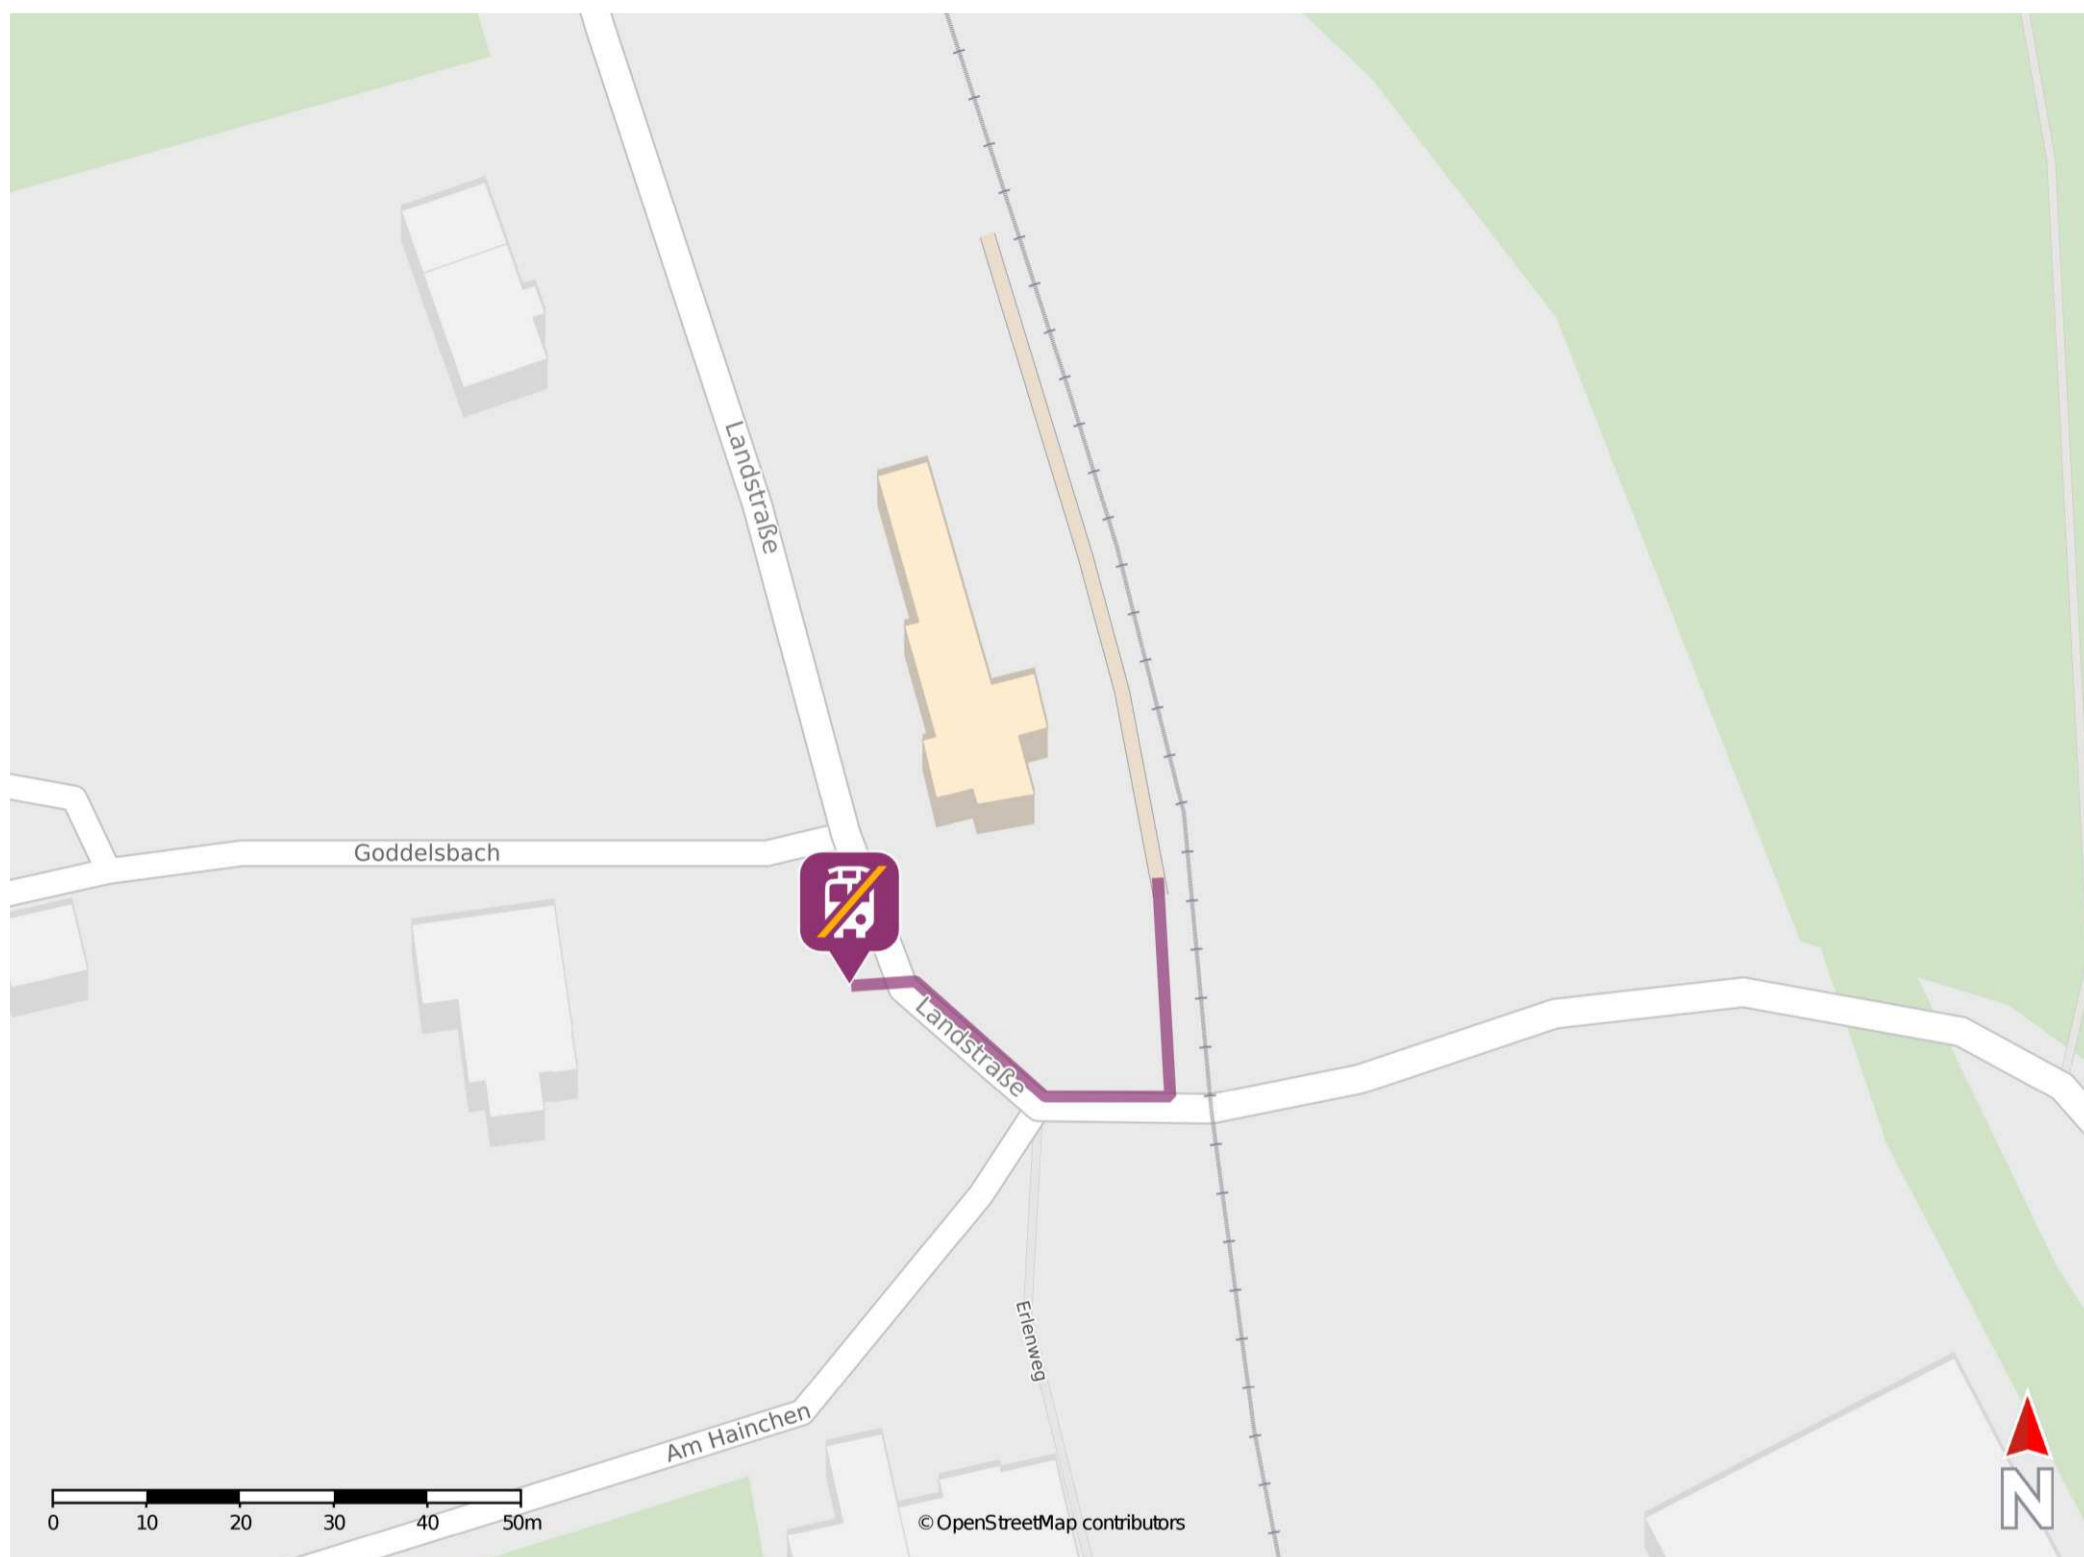 Landstraße
Goddelsbach
Landstraße
Erlenweg
Am Hainchen
0 10 20 30 40 50m
© OpenStreetMap contributors
N